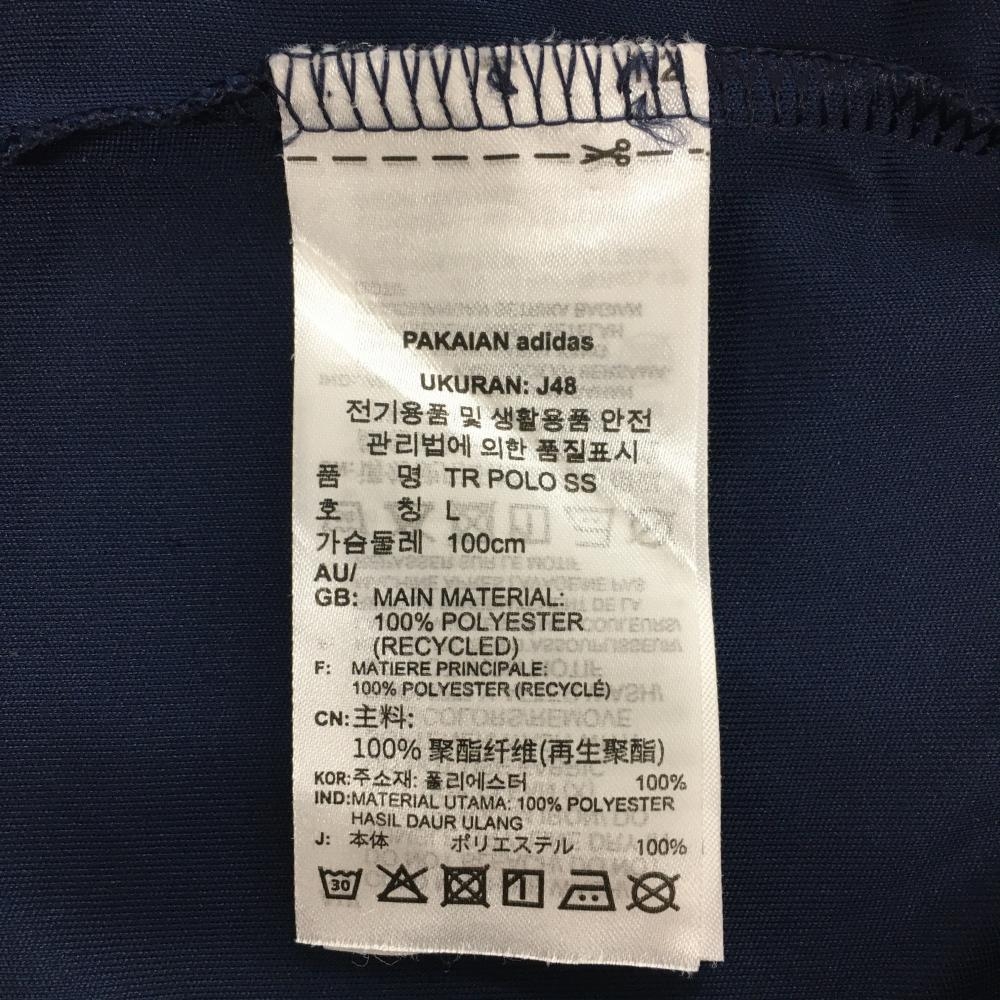 PAKAIAN adidas
UKURAN: J48
전기용품 및 생활용품 안전
관리법에 의한 품질표시
품 명 TR POLO SS
호 칭 L
가슴둘레 100cm
AU/
GB: MAIN MATERIAL:
100% POLYESTER
(RECYCLED)
F: MATIERE PRINCIPALE:
100% POLYESTER (RECYCLÉ)
CN: 主料:
100% 聚酯纤维(再生聚酯)
KOR: 주소재: 폴리에스터 100%
IND: MATERIAL UTAMA: 100% POLYESTER
HASIL DAUR ULANG
J: 本体 ポリエステル 100%
30